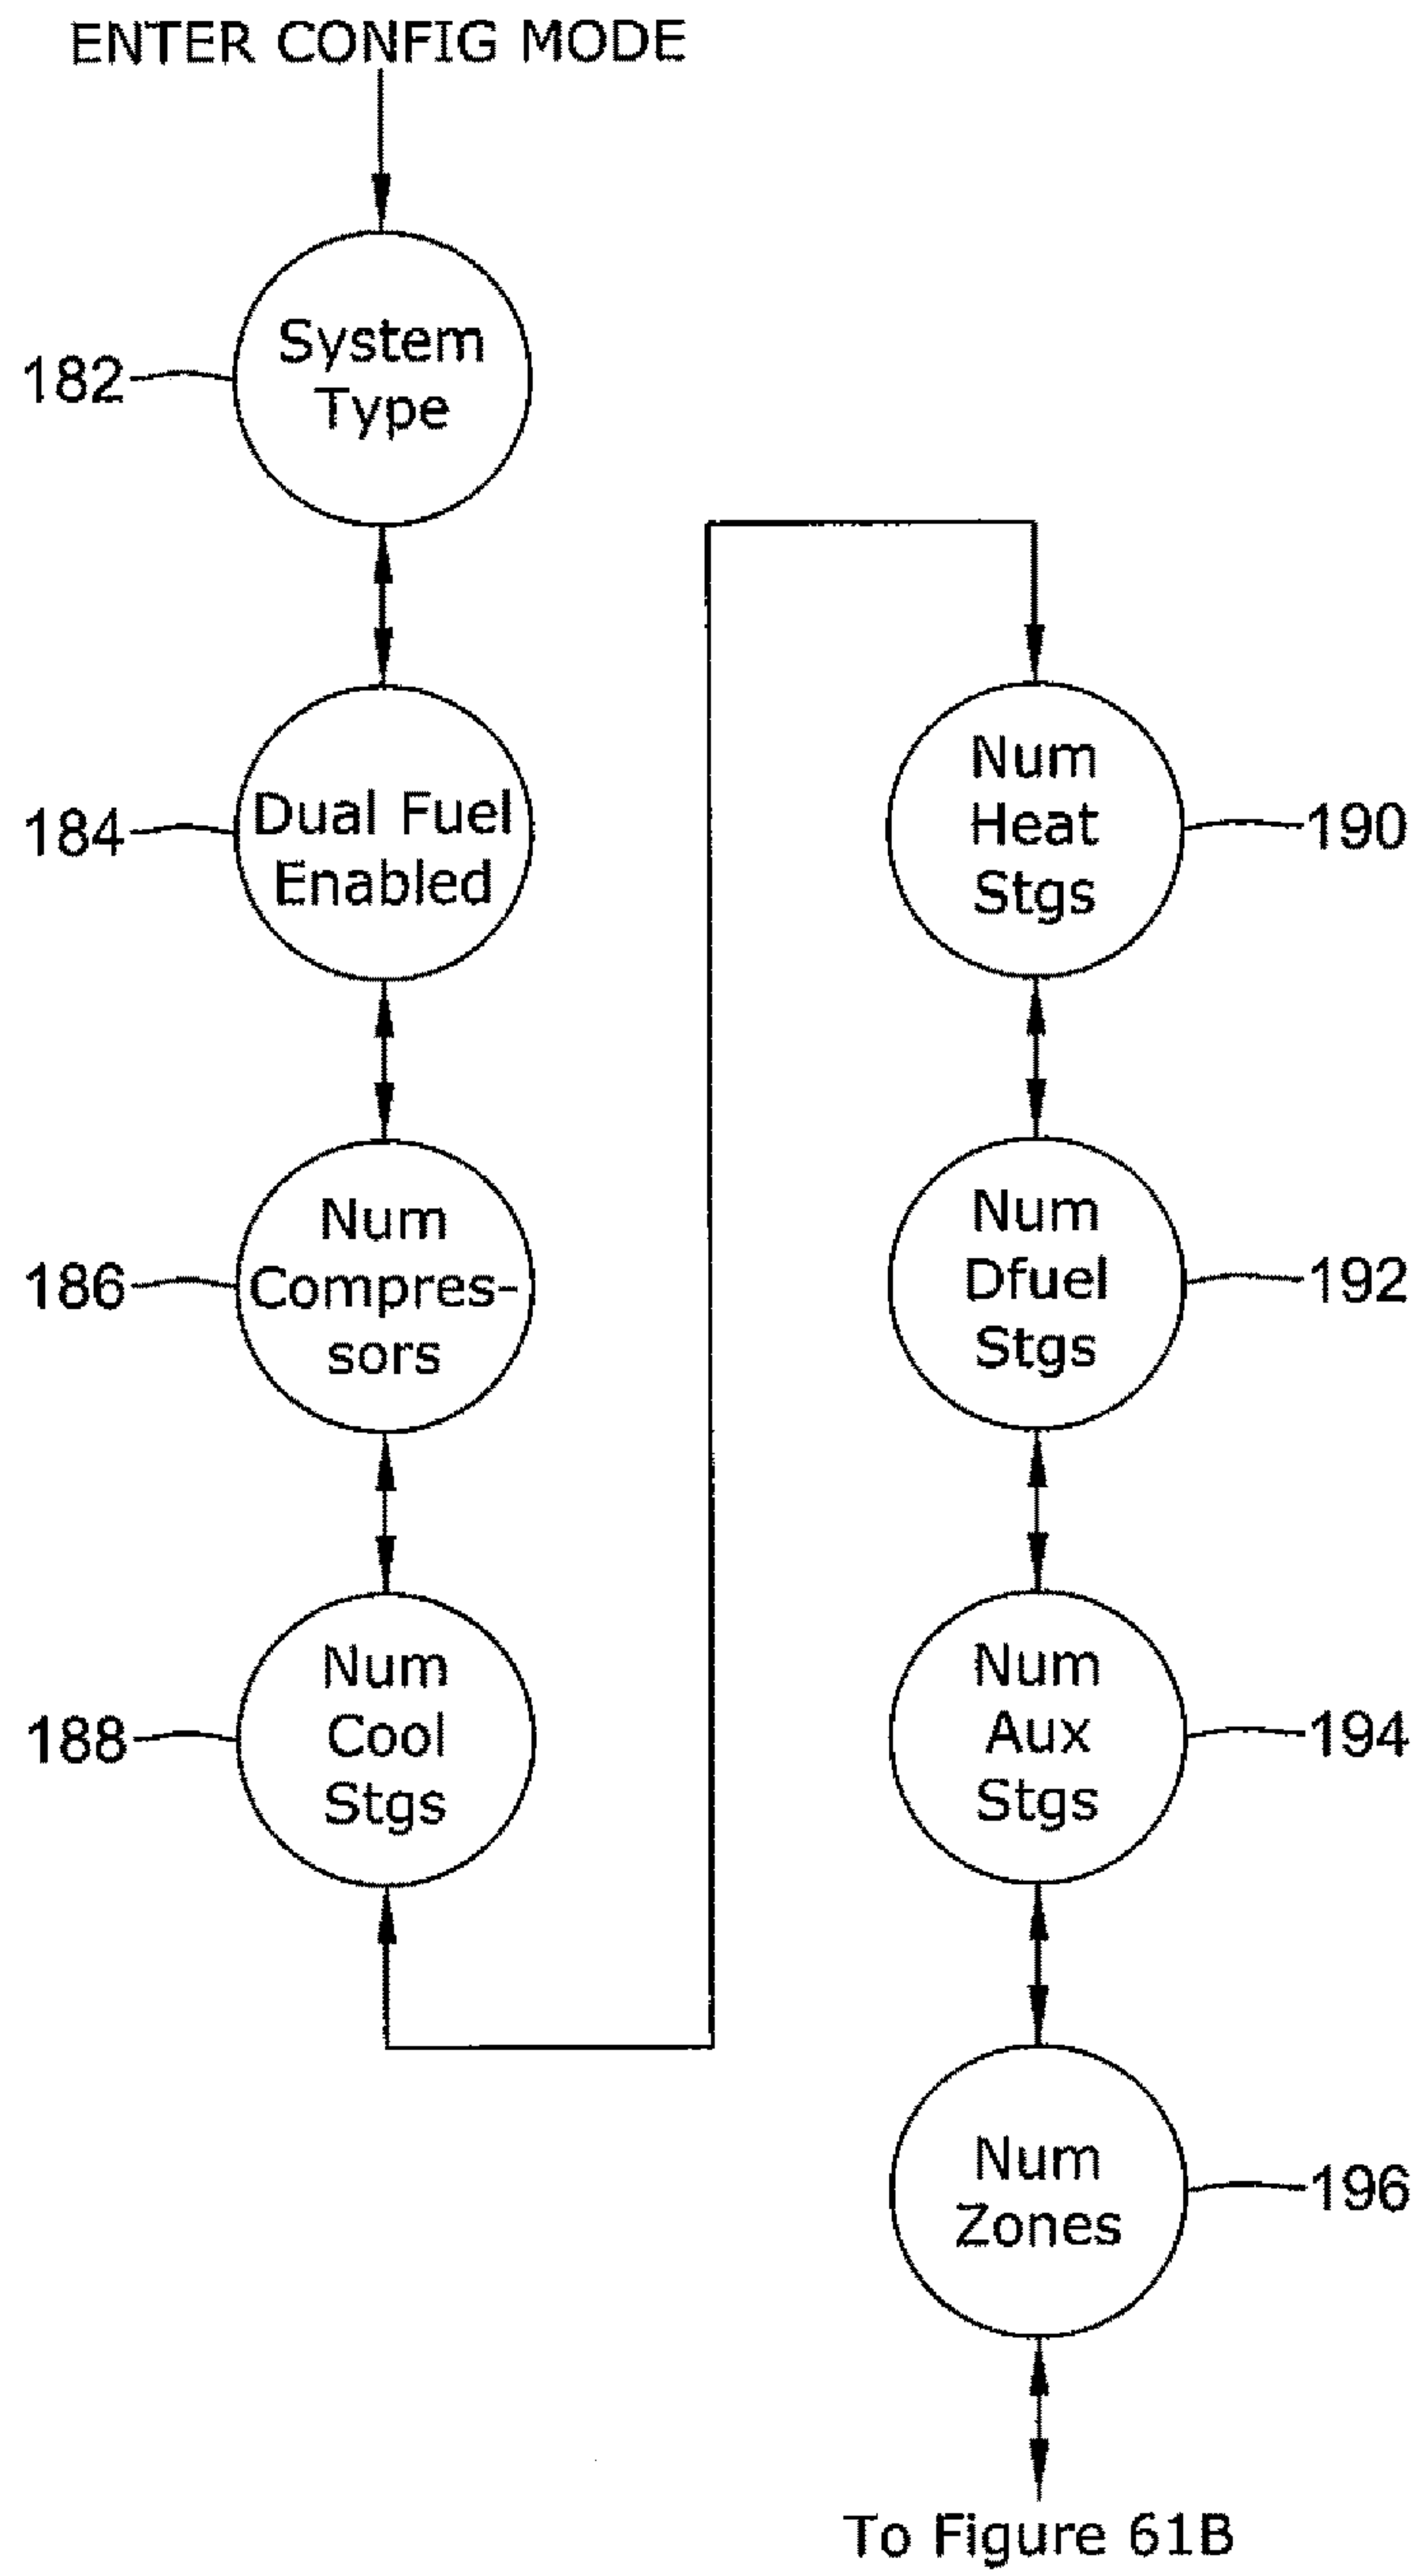 ENTER CONFIG MODE
System
Type
182
Dual Fuel
Enabled
184
Num
Compres-
sors
186
Num
Cool
Stgs
188
Num
Heat
Stgs
190
Num
Dfuel
Stgs
192
Num
Aux
Stgs
194
Num
Zones
196
To Figure 61B